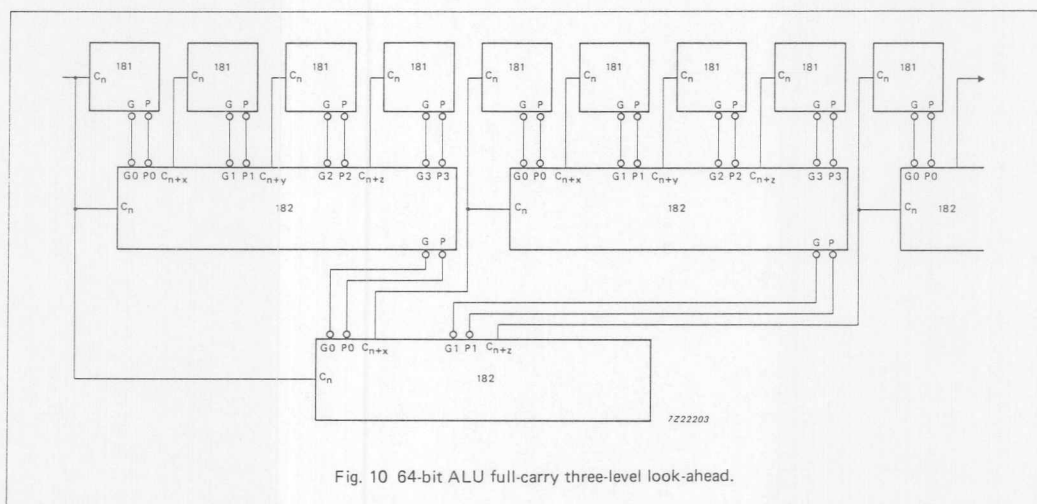 181 181 181 181 181 181 181 181 181
Cn Cn Cn Cn Cn Cn Cn Cn Cn
G P G P G P G P G P G P G P G P G P
G0 P0 Cn+x G1 P1 Cn+y G2 P2 Cn+z G3 P3 G0 P0 Cn+x G1 P1 Cn+y G2 P2 Cn+z G3 P3 G0 P0
Cn 182 Cn 182 Cn 182
G P G P
G0 P0 Cn+x G1 P1 Cn+z
Cn 182
7Z22203
Fig. 10 64-bit ALU full-carry three-level look-ahead.